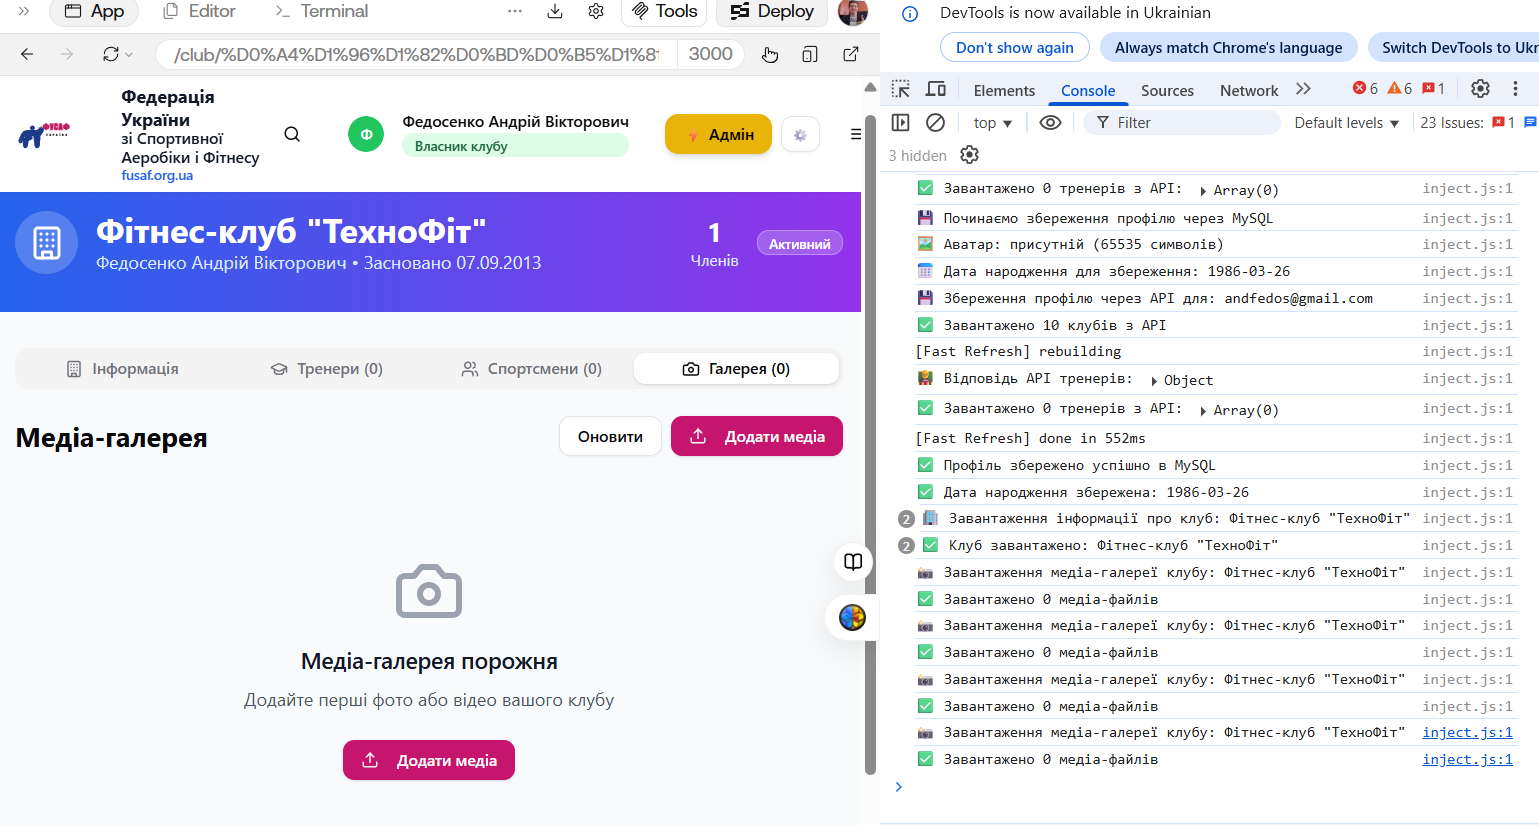 App
Editor
Terminal
...
Tools
Deploy
/club/%D0%A4%D1%96%D1%82%D0%BD%D0%B5%D1%81
3000
ФУСАФ
УКРАЇНА
Федерація
України
зі Спортивної
Аеробіки і Фітнесу
fusaf.org.ua
Ф
Федосенко Андрій Вікторович
Власник клубу
Адмін
Фітнес-клуб "ТехноФіт"
Федосенко Андрій Вікторович • Засновано 07.09.2013
1
Членів
Активний
Інформація
Тренери (0)
Спортсмени (0)
Галерея (0)
Медіа-галерея
Оновити
Додати медіа
Медіа-галерея порожня
Додайте перші фото або відео вашого клубу
Додати медіа
DevTools is now available in Ukrainian
Don't show again
Always match Chrome's language
Switch DevTools to Ukr
Elements
Console
Sources
Network
6
6
1
top
Filter
Default levels
23 Issues:
1
3 hidden
✅ Завантажено 0 тренерів з API: ▶ Array(0) inject.js:1
💾 Починаємо збереження профілю через MySQL inject.js:1
🖼️ Аватар: присутній (65535 символів) inject.js:1
📅 Дата народження для збереження: 1986-03-26 inject.js:1
💾 Збереження профілю через API для: andfedos@gmail.com inject.js:1
✅ Завантажено 10 клубів з API inject.js:1
[Fast Refresh] rebuilding inject.js:1
Відповідь API тренерів: ▶ Object inject.js:1
✅ Завантажено 0 тренерів з API: ▶ Array(0) inject.js:1
[Fast Refresh] done in 552ms inject.js:1
✅ Профіль збережено успішно в MySQL inject.js:1
✅ Дата народження збережена: 1986-03-26 inject.js:1
2 🏢 Завантаження інформації про клуб: Фітнес-клуб "ТехноФіт" inject.js:1
2 ✅ Клуб завантажено: Фітнес-клуб "ТехноФіт" inject.js:1
📸 Завантаження медіа-галереї клубу: Фітнес-клуб "ТехноФіт" inject.js:1
✅ Завантажено 0 медіа-файлів inject.js:1
📸 Завантаження медіа-галереї клубу: Фітнес-клуб "ТехноФіт" inject.js:1
✅ Завантажено 0 медіа-файлів inject.js:1
📸 Завантаження медіа-галереї клубу: Фітнес-клуб "ТехноФіт" inject.js:1
✅ Завантажено 0 медіа-файлів inject.js:1
📸 Завантаження медіа-галереї клубу: Фітнес-клуб "ТехноФіт" inject.js:1
✅ Завантажено 0 медіа-файлів inject.js:1